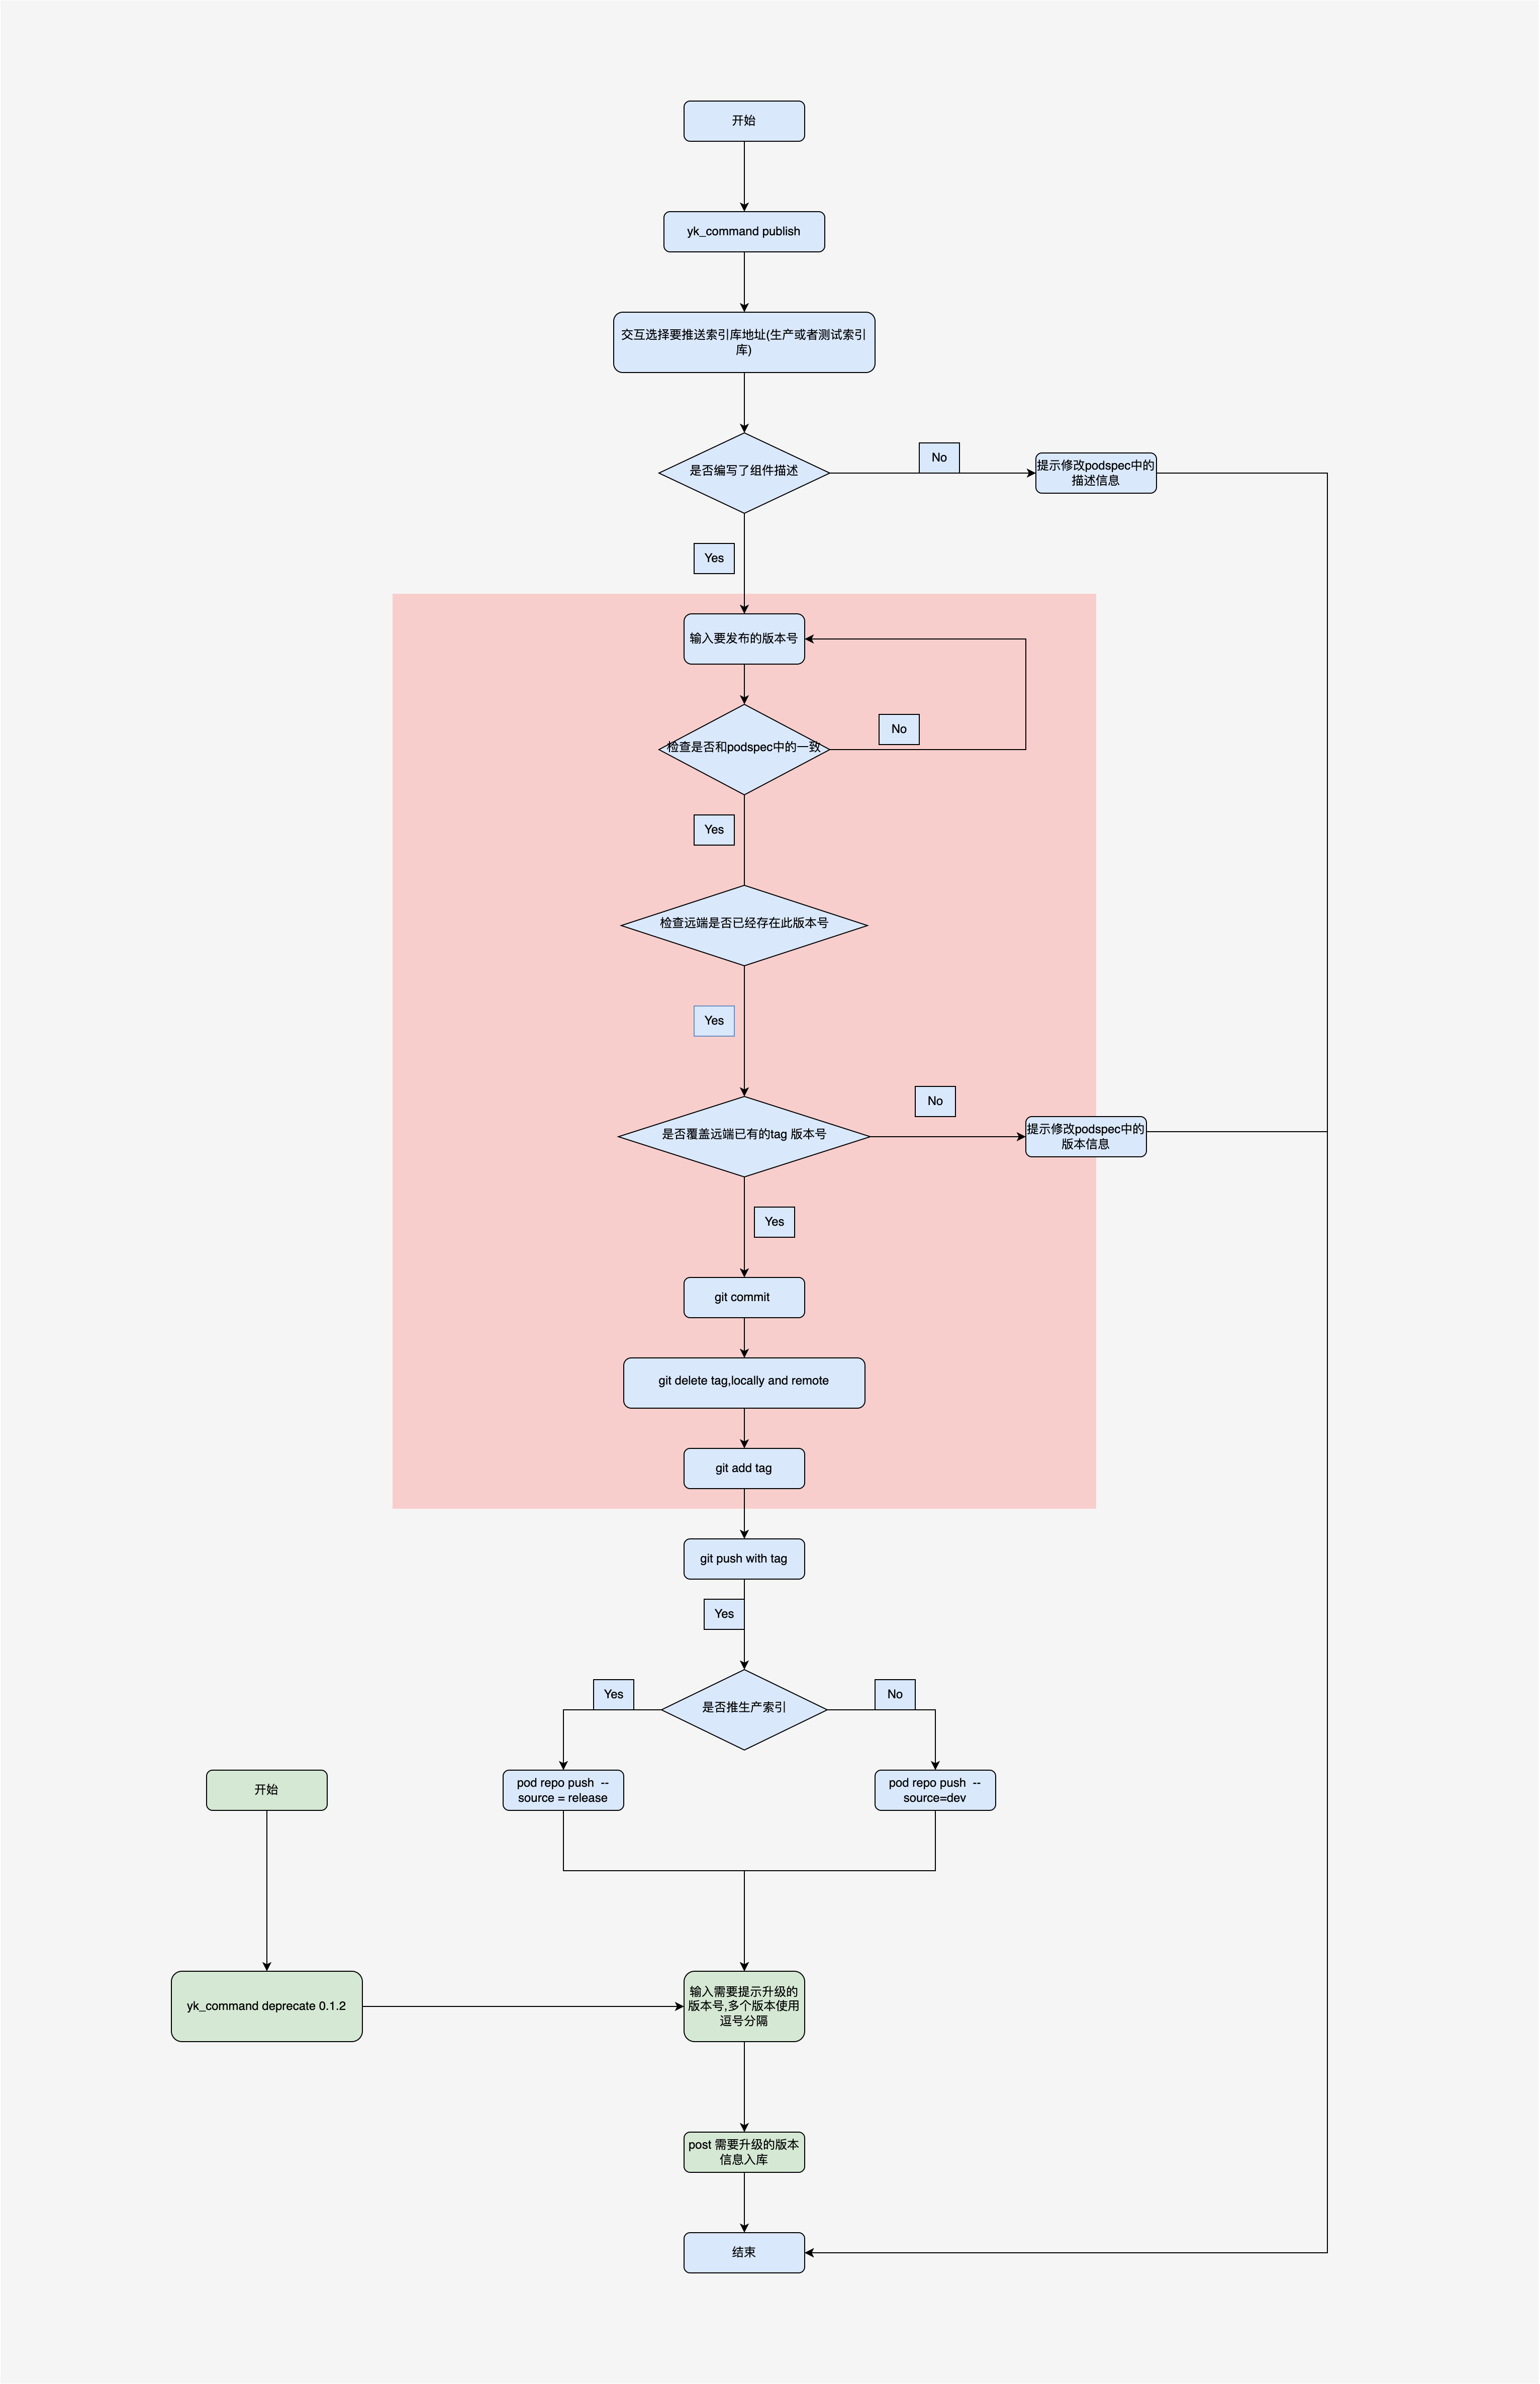 开始
yk_command publish
交互选择要推送索引库地址(生产或者测试索引
库)
是否编写了组件描述
No
提示修改podspec中的
描述信息
Yes
输入要发布的版本号
检查是否和podspec中的一致
No
Yes
检查远端是否已经存在此版本号
Yes
是否覆盖远端已有的tag 版本号
No
提示修改podspec中的
版本信息
Yes
git commit
git delete tag,locally and remote
git add tag
git push with tag
Yes
是否推生产索引
Yes
No
开始
pod repo push  --
source = release
pod repo push  --
source=dev
yk_command deprecate 0.1.2
输入需要提示升级的
版本号,多个版本使用
逗号分隔
post 需要升级的版本
信息入库
结束